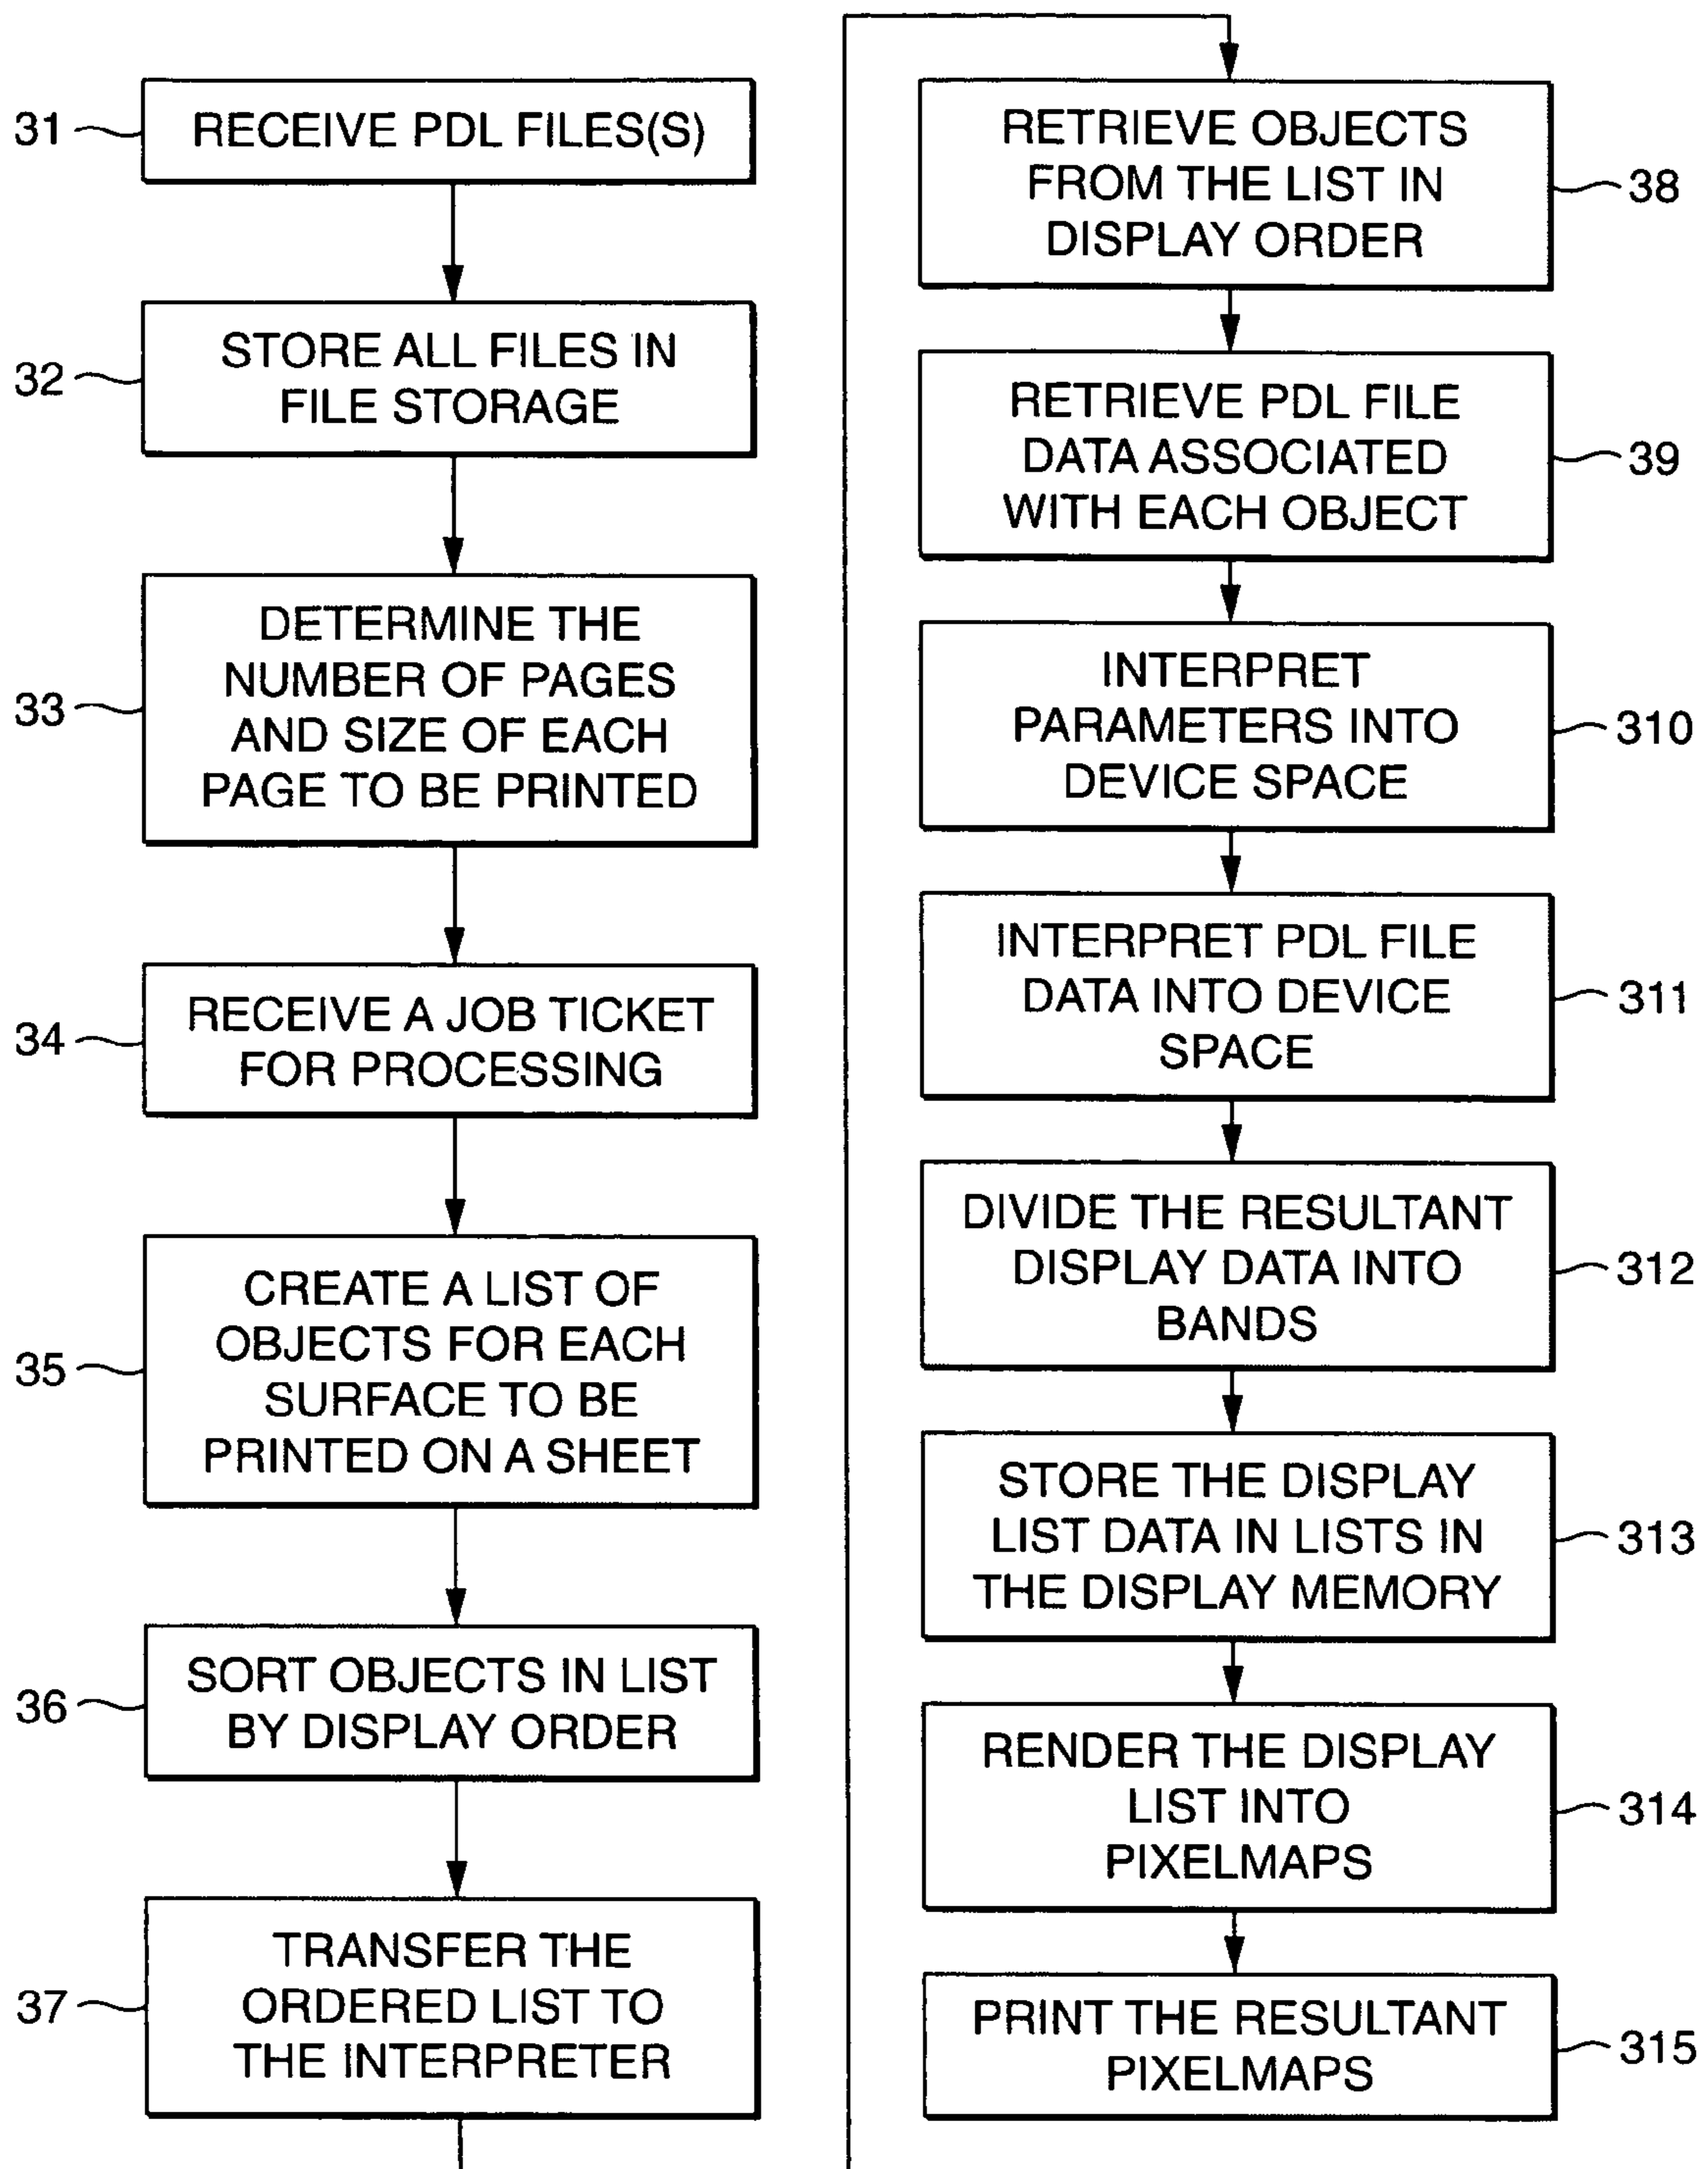 31
RECEIVE PDL FILES(S)
32
STORE ALL FILES IN
FILE STORAGE
33
DETERMINE THE
NUMBER OF PAGES
AND SIZE OF EACH
PAGE TO BE PRINTED
34
RECEIVE A JOB TICKET
FOR PROCESSING
35
CREATE A LIST OF
OBJECTS FOR EACH
SURFACE TO BE
PRINTED ON A SHEET
36
SORT OBJECTS IN LIST
BY DISPLAY ORDER
37
TRANSFER THE
ORDERED LIST TO
THE INTERPRETER
RETRIEVE OBJECTS
FROM THE LIST IN
DISPLAY ORDER
38
RETRIEVE PDL FILE
DATA ASSOCIATED
WITH EACH OBJECT
39
INTERPRET
PARAMETERS INTO
DEVICE SPACE
310
INTERPRET PDL FILE
DATA INTO DEVICE
SPACE
311
DIVIDE THE RESULTANT
DISPLAY DATA INTO
BANDS
312
STORE THE DISPLAY
LIST DATA IN LISTS IN
THE DISPLAY MEMORY
313
RENDER THE DISPLAY
LIST INTO
PIXELMAPS
314
PRINT THE RESULTANT
PIXELMAPS
315